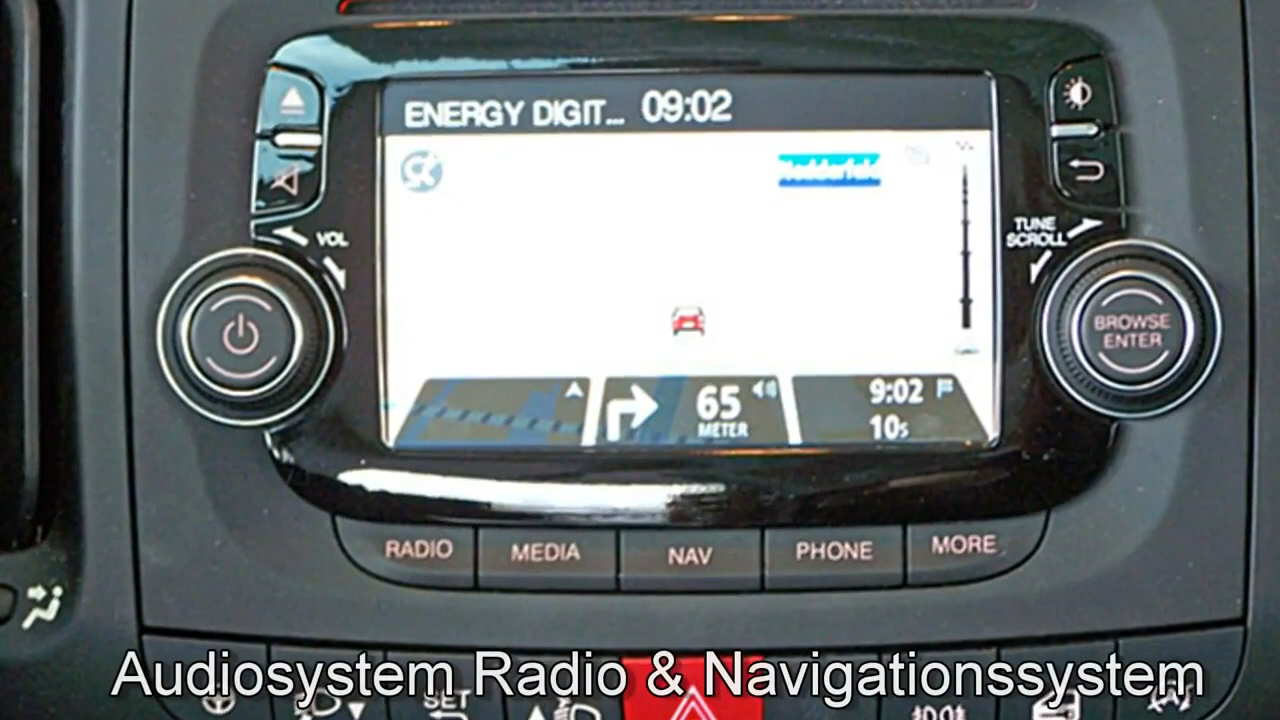 ENERGY DIGIT... 09:02
VOL
TUNE
SCROLL
BROWSE
ENTER
65
METER
9:02
10s
RADIO
MEDIA
NAV
PHONE
MORE
Audiosystem Radio & Navigationssystem
SET